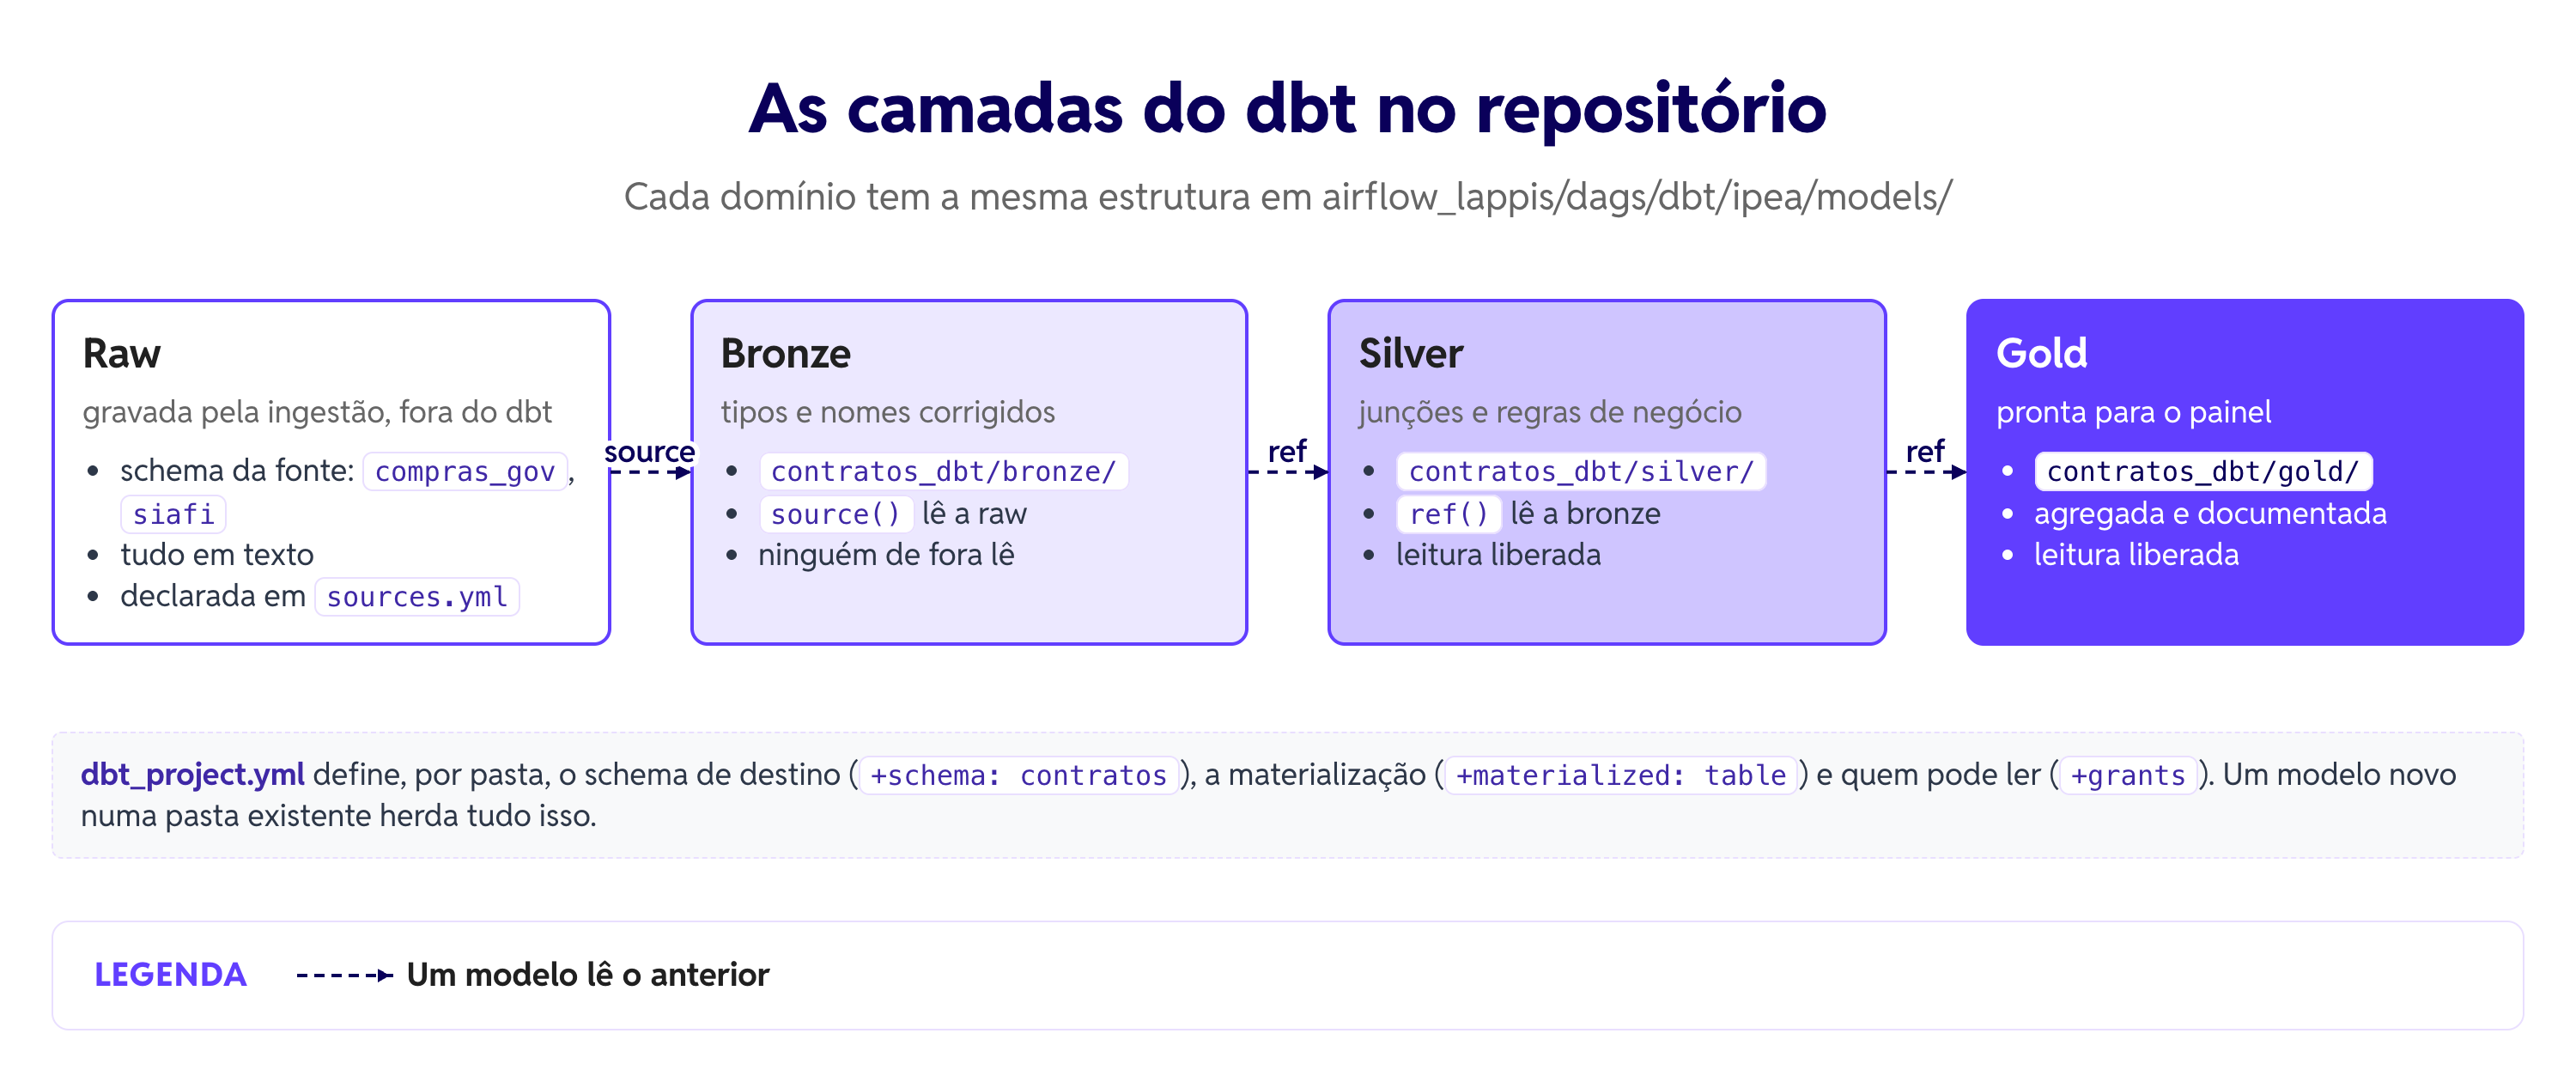 As camadas do dbt no repositório
Cada domínio tem a mesma estrutura em airflow_lappis/dags/dbt/ipea/models/
Raw
gravada pela ingestão, fora do dbt
• schema da fonte: compras_gov,
siafi
• tudo em texto
• declarada em sources.yml
source
Bronze
tipos e nomes corrigidos
• contratos_dbt/bronze/
• source() lê a raw
• ninguém de fora lê
ref
Silver
junções e regras de negócio
• contratos_dbt/silver/
• ref() lê a bronze
• leitura liberada
ref
Gold
pronta para o painel
• contratos_dbt/gold/
• agregada e documentada
• leitura liberada
dbt_project.yml define, por pasta, o schema de destino (+schema: contratos), a materialização (+materialized: table) e quem pode ler (+grants). Um modelo novo
numa pasta existente herda tudo isso.
LEGENDA
Um modelo lê o anterior